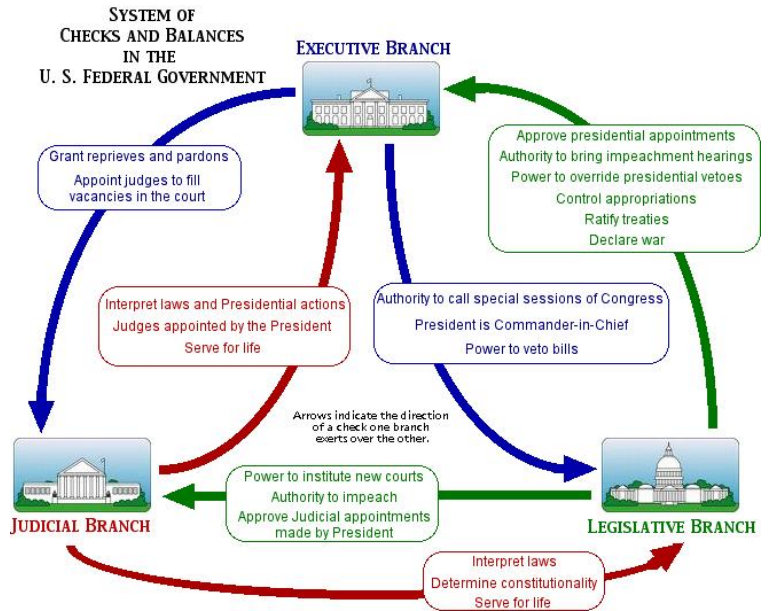 SYSTEM OF
CHECKS AND BALANCES
IN THE
U. S. FEDERAL GOVERNMENT
EXECUTIVE BRANCH
Grant reprieves and pardons
Appoint judges to fill
vacancies in the court
Approve presidential appointments
Authority to bring impeachment hearings
Power to override presidential vetoes
Control appropriations
Ratify treaties
Declare war
Interpret laws and Presidential actions
Judges appointed by the President
Serve for life
Authority to call special sessions of Congress
President is Commander-in-Chief
Power to veto bills
Arrows indicate the direction
of a check one branch
exerts over the other.
JUDICIAL BRANCH
Power to institute new courts
Authority to impeach
Approve Judicial appointments
made by President
LEGISLATIVE BRANCH
Interpret laws
Determine constitutionality
Serve for life